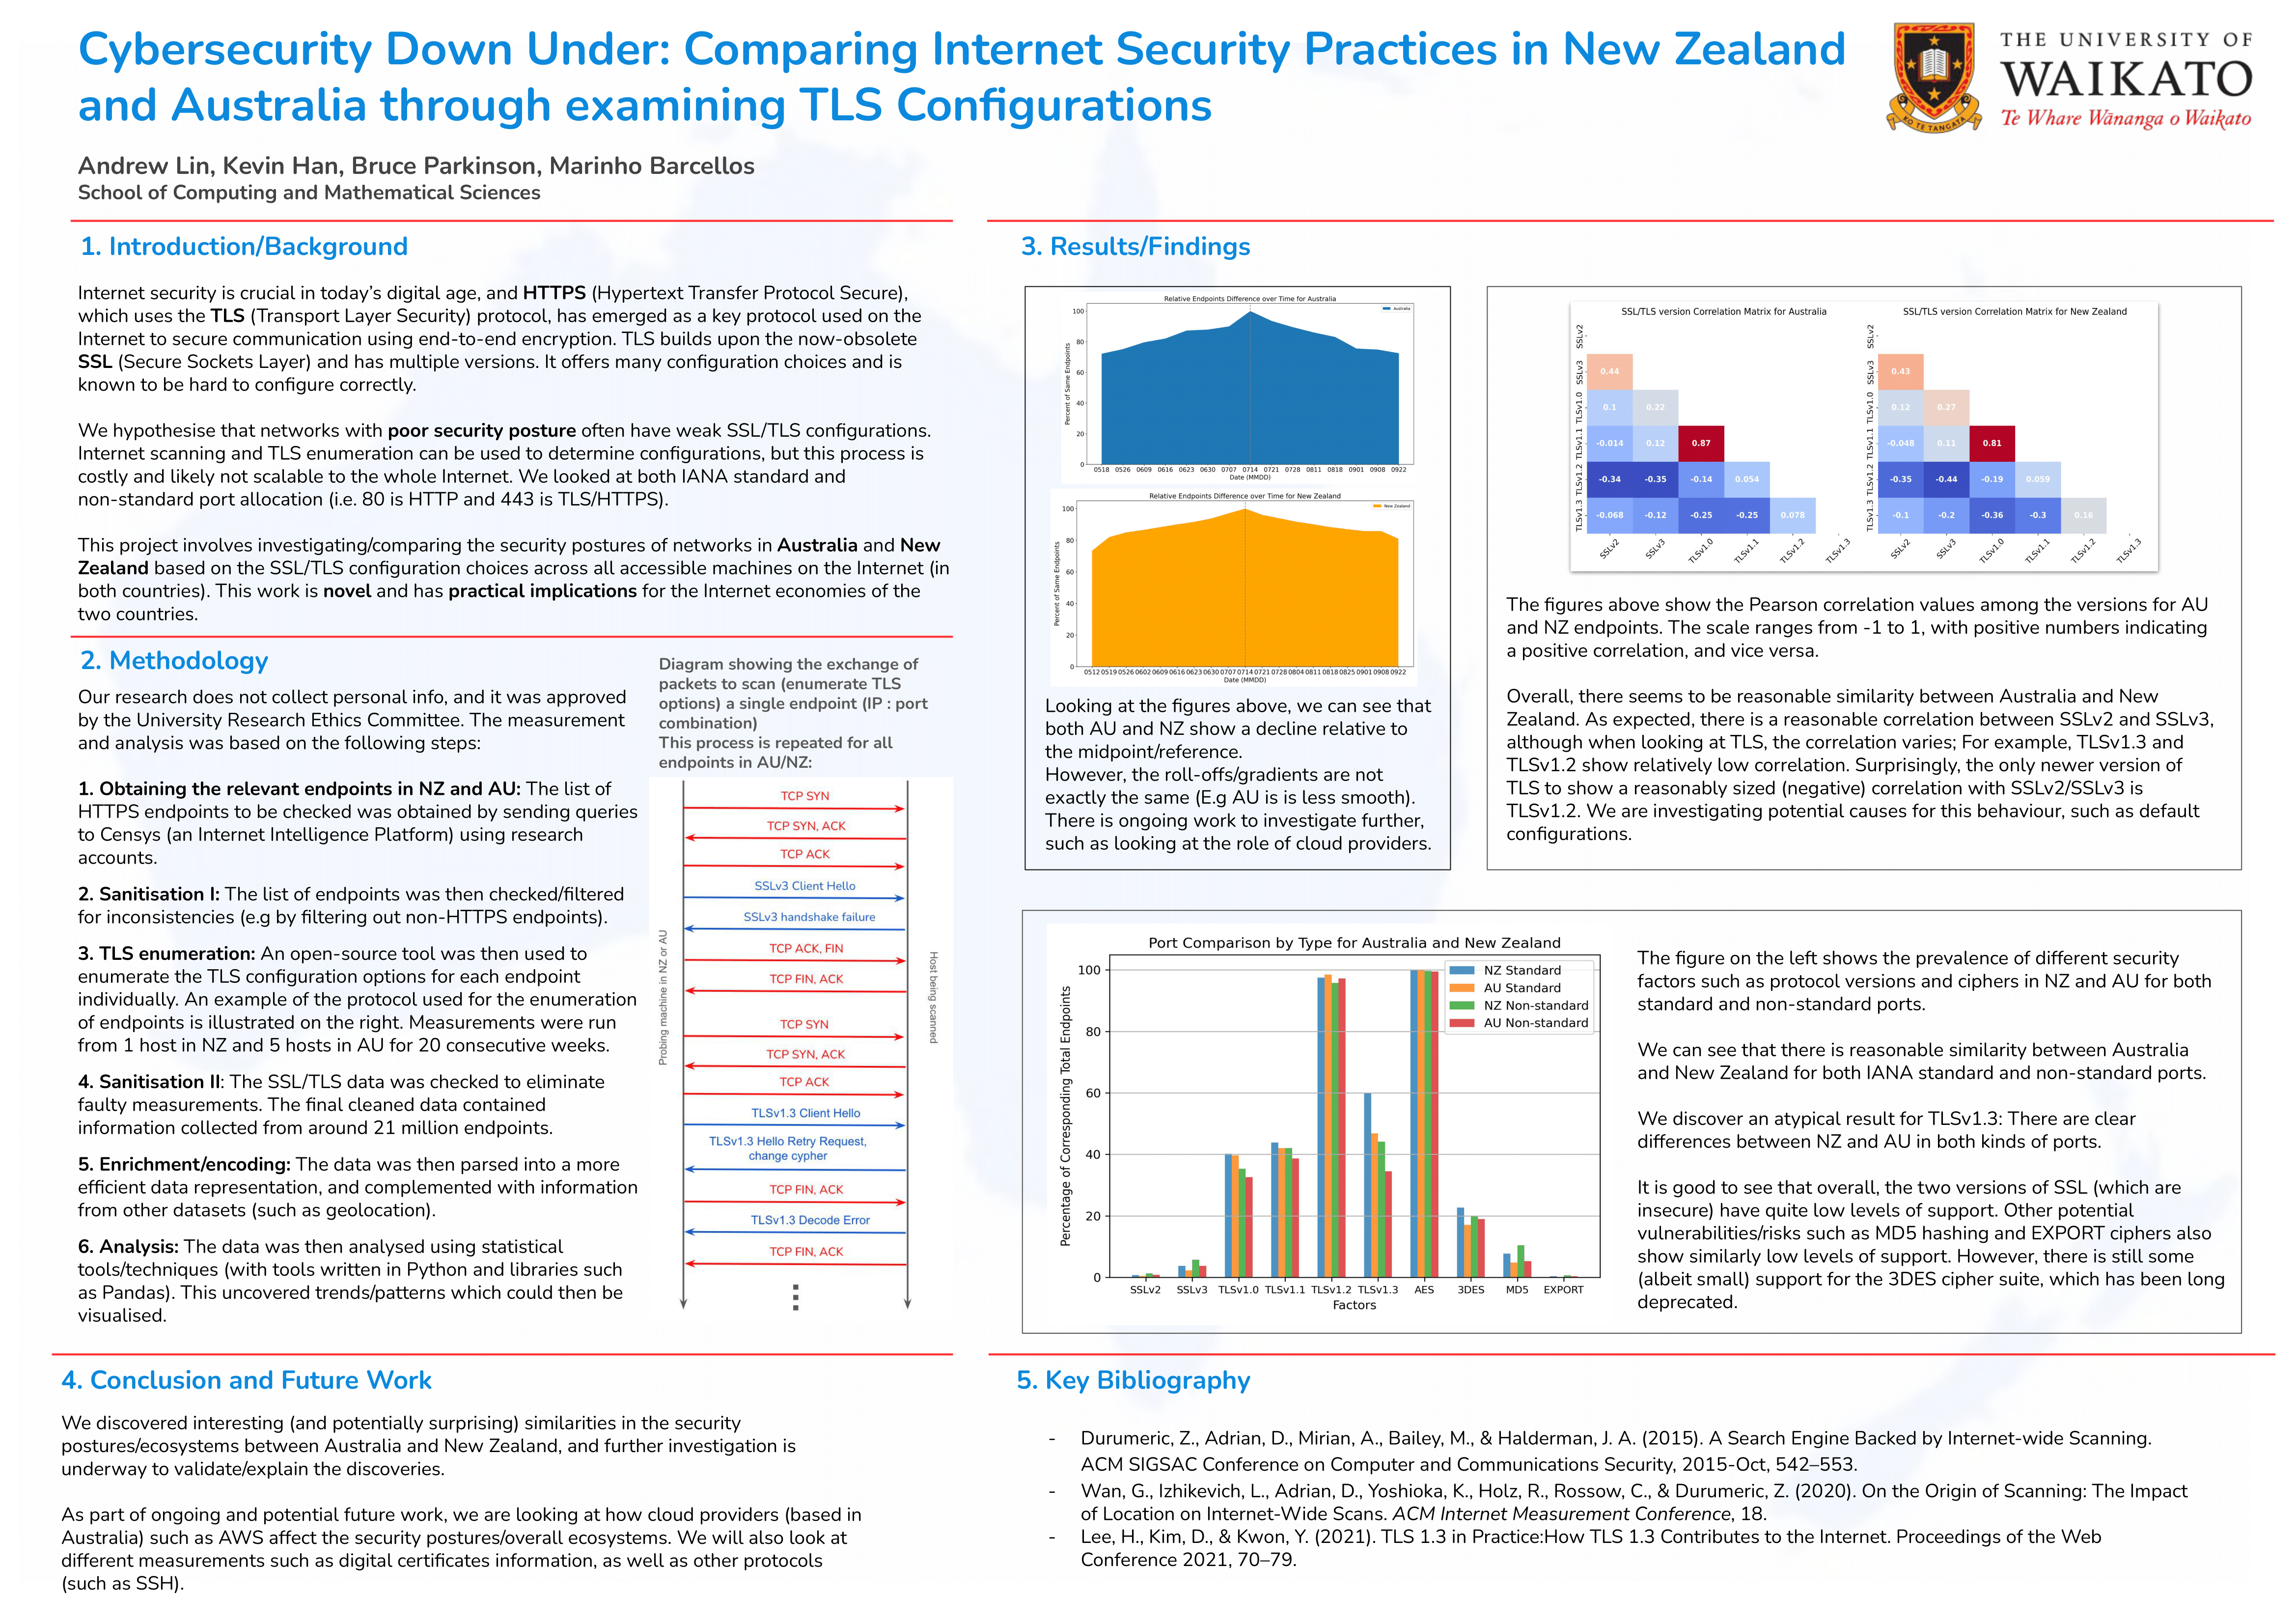 Cybersecurity Down Under: Comparing Internet Security Practices in New Zealand
and Australia through examining TLS Configurations
THE UNIVERSITY OF
WAIKATO
Te Whare Wānanga o Waikato
KO TE TANGATA
Andrew Lin, Kevin Han, Bruce Parkinson, Marinho Barcellos
School of Computing and Mathematical Sciences
1. Introduction/Background
Internet security is crucial in today's digital age, and HTTPS (Hypertext Transfer Protocol Secure),
which uses the TLS (Transport Layer Security) protocol, has emerged as a key protocol used on the
Internet to secure communication using end-to-end encryption. TLS builds upon the now-obsolete
SSL (Secure Sockets Layer) and has multiple versions. It offers many configuration choices and is
known to be hard to configure correctly.
We hypothesise that networks with poor security posture often have weak SSL/TLS configurations.
Internet scanning and TLS enumeration can be used to determine configurations, but this process is
costly and likely not scalable to the whole Internet. We looked at both IANA standard and
non-standard port allocation (i.e. 80 is HTTP and 443 is TLS/HTTPS).
This project involves investigating/comparing the security postures of networks in Australia and New
Zealand based on the SSL/TLS configuration choices across all accessible machines on the Internet (in
both countries). This work is novel and has practical implications for the Internet economies of the
two countries.
2. Methodology
Our research does not collect personal info, and it was approved
by the University Research Ethics Committee. The measurement
and analysis was based on the following steps:
1. Obtaining the relevant endpoints in NZ and AU: The list of
HTTPS endpoints to be checked was obtained by sending queries
to Censys (an Internet Intelligence Platform) using research
accounts.
2. Sanitisation I: The list of endpoints was then checked/filtered
for inconsistencies (e.g by filtering out non-HTTPS endpoints).
3. TLS enumeration: An open-source tool was then used to
enumerate the TLS configuration options for each endpoint
individually. An example of the protocol used for the enumeration
of endpoints is illustrated on the right. Measurements were run
from 1 host in NZ and 5 hosts in AU for 20 consecutive weeks.
4. Sanitisation II: The SSL/TLS data was checked to eliminate
faulty measurements. The final cleaned data contained
information collected from around 21 million endpoints.
5. Enrichment/encoding: The data was then parsed into a more
efficient data representation, and complemented with information
from other datasets (such as geolocation).
6. Analysis: The data was then analysed using statistical
tools/techniques (with tools written in Python and libraries such
as Pandas). This uncovered trends/patterns which could then be
visualised.
Diagram showing the exchange of
packets to scan (enumerate TLS
options) a single endpoint (IP : port
combination)
This process is repeated for all
endpoints in AU/NZ:
Probing machine in NZ or AU
Host being scanned
TCP SYN
TCP SYN, ACK
TCP ACK
SSLv3 Client Hello
SSLv3 handshake failure
TCP ACK, FIN
TCP FIN, ACK
TCP SYN
TCP SYN, ACK
TCP ACK
TLSv1.3 Client Hello
TLSv1.3 Hello Retry Request,
change cypher
TCP FIN, ACK
TLSv1.3 Decode Error
TCP FIN, ACK
3. Results/Findings
Relative Endpoints Difference over Time for Australia
Australia
Percent of Same Endpoints
100
80
60
40
20
0
0518 0526 0609 0616 0623 0630 0707 0714 0721 0728 0811 0818 0901 0908 0922
Date (MMDD)
Relative Endpoints Difference over Time for New Zealand
New Zealand
Percent of Same Endpoints
100
80
60
40
20
0
0512 0519 0526 0602 0609 0616 0623 0630 0707 0714 0721 0728 0804 0811 0818 0825 0901 0908 0922
Date (MMDD)
Looking at the figures above, we can see that
both AU and NZ show a decline relative to
the midpoint/reference.
However, the roll-offs/gradients are not
exactly the same (E.g AU is is less smooth).
There is ongoing work to investigate further,
such as looking at the role of cloud providers.
SSL/TLS version Correlation Matrix for Australia
SSLv2
SSLv3 0.44
TLSv1.0 0.1 0.22
TLSv1.1 -0.014 0.12 0.87
TLSv1.2 -0.34 -0.35 -0.14 0.054
TLSv1.3 -0.068 -0.12 -0.25 -0.25 0.078
SSLv2 SSLv3 TLSv1.0 TLSv1.1 TLSv1.2 TLSv1.3
SSL/TLS version Correlation Matrix for New Zealand
SSLv2
SSLv3 0.43
TLSv1.0 0.12 0.27
TLSv1.1 -0.048 0.11 0.81
TLSv1.2 -0.35 -0.44 -0.19 0.059
TLSv1.3 -0.1 -0.2 -0.36 -0.3 0.16
SSLv2 SSLv3 TLSv1.0 TLSv1.1 TLSv1.2 TLSv1.3
The figures above show the Pearson correlation values among the versions for AU
and NZ endpoints. The scale ranges from -1 to 1, with positive numbers indicating
a positive correlation, and vice versa.
Overall, there seems to be reasonable similarity between Australia and New
Zealand. As expected, there is a reasonable correlation between SSLv2 and SSLv3,
although when looking at TLS, the correlation varies; For example, TLSv1.3 and
TLSv1.2 show relatively low correlation. Surprisingly, the only newer version of
TLS to show a reasonably sized (negative) correlation with SSLv2/SSLv3 is
TLSv1.2. We are investigating potential causes for this behaviour, such as default
configurations.
Port Comparison by Type for Australia and New Zealand
NZ Standard
AU Standard
NZ Non-standard
AU Non-standard
Percentage of Corresponding Total Endpoints
100
80
60
40
20
0
SSLv2 SSLv3 TLSv1.0 TLSv1.1 TLSv1.2 TLSv1.3 AES 3DES MD5 EXPORT
Factors
The figure on the left shows the prevalence of different security
factors such as protocol versions and ciphers in NZ and AU for both
standard and non-standard ports.
We can see that there is reasonable similarity between Australia
and New Zealand for both IANA standard and non-standard ports.
We discover an atypical result for TLSv1.3: There are clear
differences between NZ and AU in both kinds of ports.
It is good to see that overall, the two versions of SSL (which are
insecure) have quite low levels of support. Other potential
vulnerabilities/risks such as MD5 hashing and EXPORT ciphers also
show similarly low levels of support. However, there is still some
(albeit small) support for the 3DES cipher suite, which has been long
deprecated.
4. Conclusion and Future Work
We discovered interesting (and potentially surprising) similarities in the security
postures/ecosystems between Australia and New Zealand, and further investigation is
underway to validate/explain the discoveries.
As part of ongoing and potential future work, we are looking at how cloud providers (based in
Australia) such as AWS affect the security postures/overall ecosystems. We will also look at
different measurements such as digital certificates information, as well as other protocols
(such as SSH).
5. Key Bibliography
- Durumeric, Z., Adrian, D., Mirian, A., Bailey, M., & Halderman, J. A. (2015). A Search Engine Backed by Internet-wide Scanning.
ACM SIGSAC Conference on Computer and Communications Security, 2015-Oct, 542–553.
- Wan, G., Izhikevich, L., Adrian, D., Yoshioka, K., Holz, R., Rossow, C., & Durumeric, Z. (2020). On the Origin of Scanning: The Impact
of Location on Internet-Wide Scans. ACM Internet Measurement Conference, 18.
- Lee, H., Kim, D., & Kwon, Y. (2021). TLS 1.3 in Practice:How TLS 1.3 Contributes to the Internet. Proceedings of the Web
Conference 2021, 70–79.